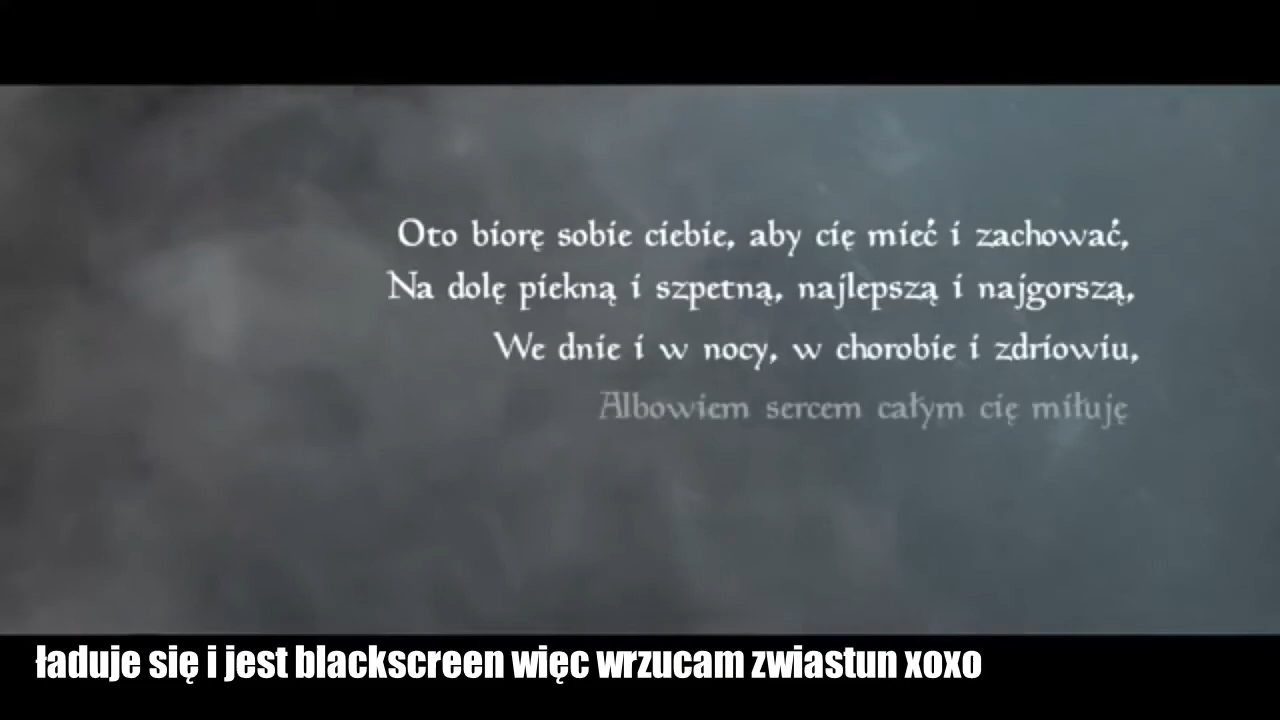 Oto biorę sobie ciebie, aby cię mieć i zachować,
Na dolę piękną i szpetną, najlepszą i najgorszą,
We dnie i w nocy, w chorobie i zdriowiu,
Albowiem sercem całym cię miłuję
ładuje się i jest blackscreen więc wrzucam zwiastun xoxo